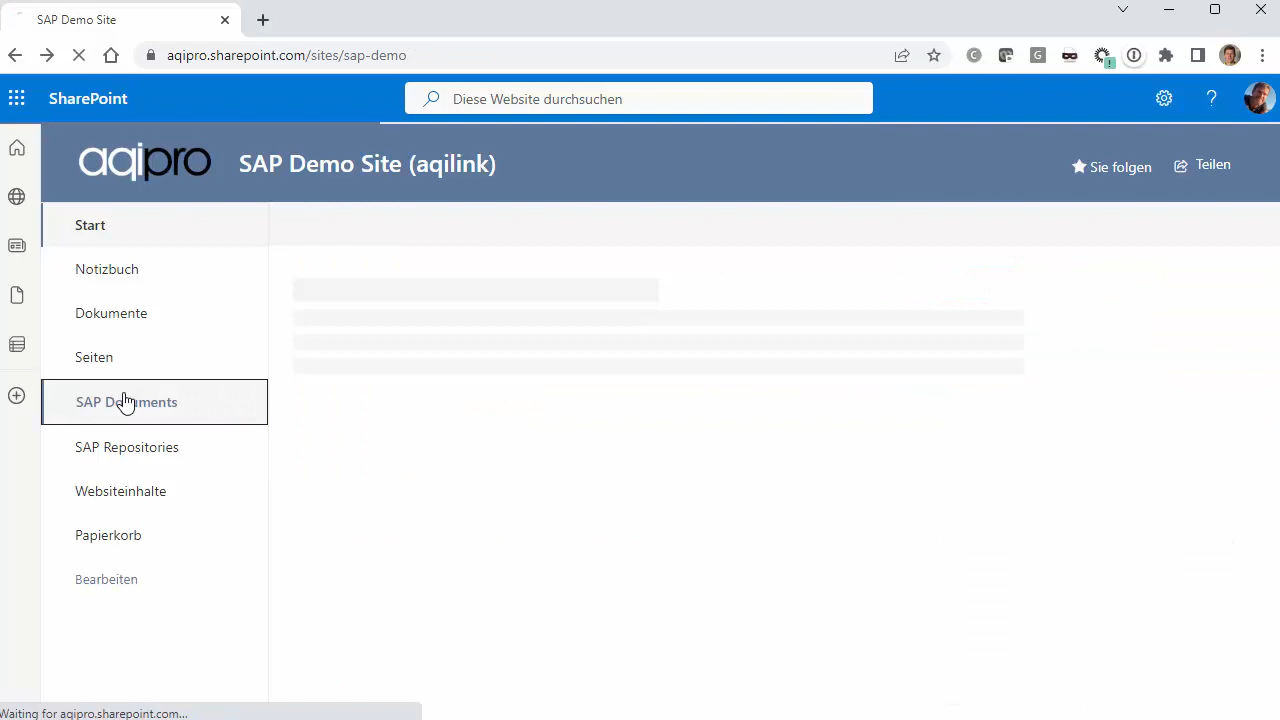 SAP Demo Site
aqipro.sharepoint.com/sites/sap-demo
C
G
SharePoint
Diese Website durchsuchen
?
aqipro
SAP Demo Site (aqilink)
Sie folgen
Teilen
Start
Notizbuch
Dokumente
Seiten
SAP Documents
SAP Repositories
Websiteinhalte
Papierkorb
Bearbeiten
Waiting for aqipro.sharepoint.com...